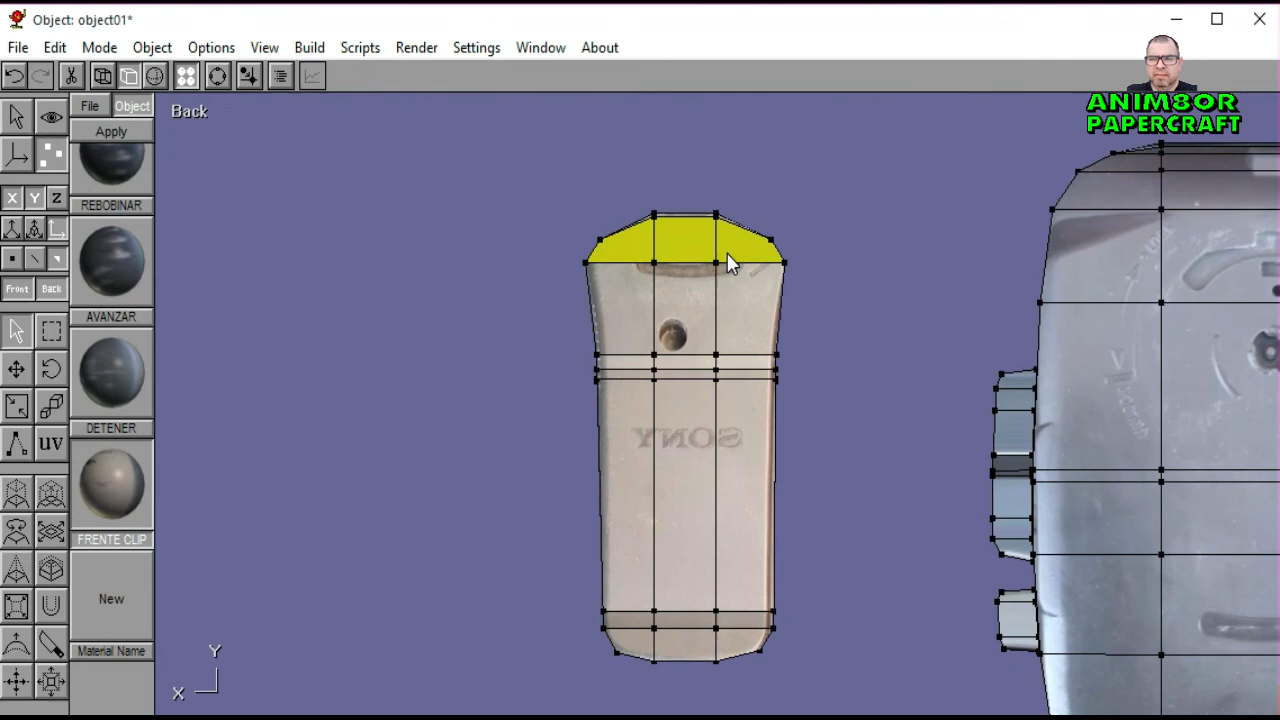 Object: object01*
File Edit Mode Object Options View Build Scripts Render Settings Window About
ANIM8OR
PAPERCRAFT
File Object
Back
Apply
X Y Z
REBOBINAR
Front Back
AVANZAR
DETENER
SONY
UV
FRENTE CLIP
New
Material Name
Y
X